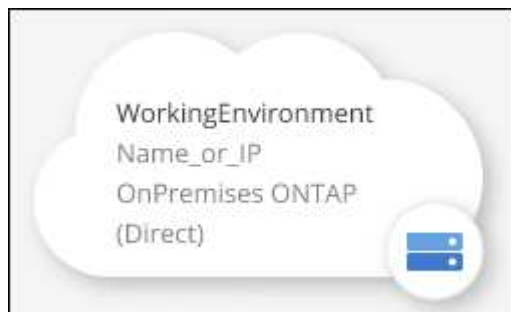 WorkingEnvironment
Name_or_IP
OnPremises ONTAP
(Direct)